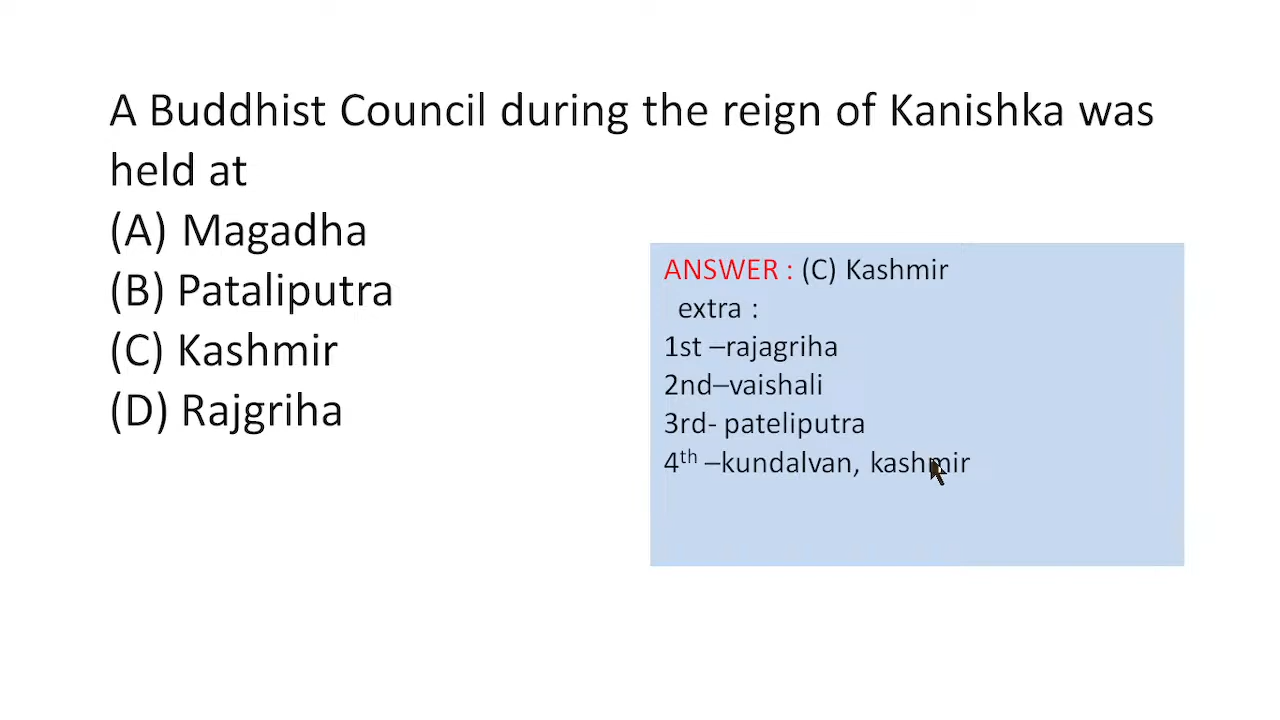 A Buddhist Council during the reign of Kanishka was
held at
(A) Magadha
(B) Pataliputra
(C) Kashmir
(D) Rajgriha
ANSWER : (C) Kashmir
extra :
1st –rajagriha
2nd–vaishali
3rd- pateliputra
4th –kundalvan, kashmir